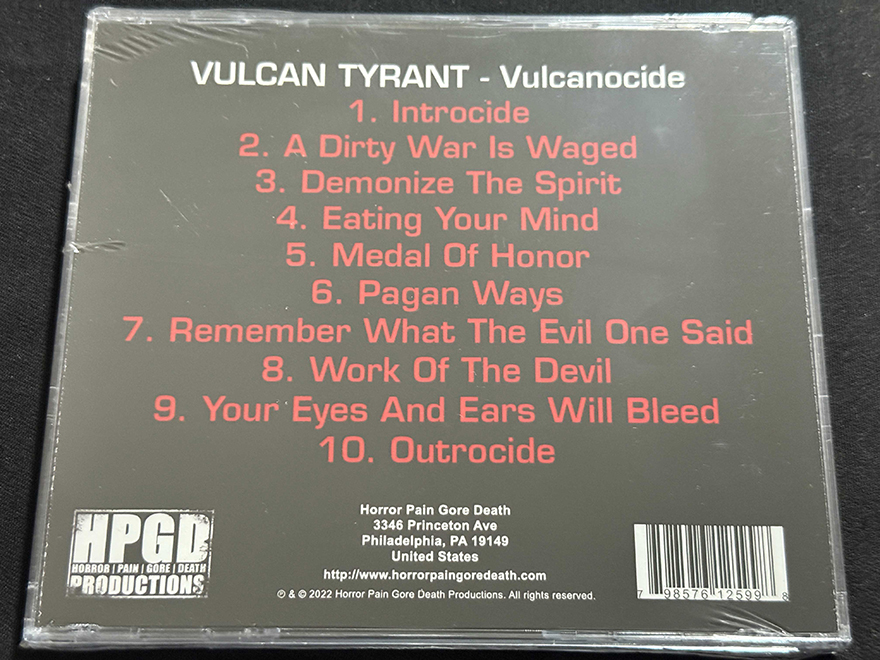 VULCAN TYRANT - Vulcanocide
1. Introcide
2. A Dirty War Is Waged
3. Demonize The Spirit
4. Eating Your Mind
5. Medal Of Honor
6. Pagan Ways
7. Remember What The Evil One Said
8. Work Of The Devil
9. Your Eyes And Ears Will Bleed
10. Outrocide
HPGD
HORROR | PAIN | GORE | DEATH
PRODUCTIONS
Horror Pain Gore Death
3346 Princeton Ave
Philadelphia, PA 19149
United States
http://www.horrorpaingoredeath.com
℗ & © 2022 Horror Pain Gore Death Productions. All rights reserved.
7 98576 12599 8